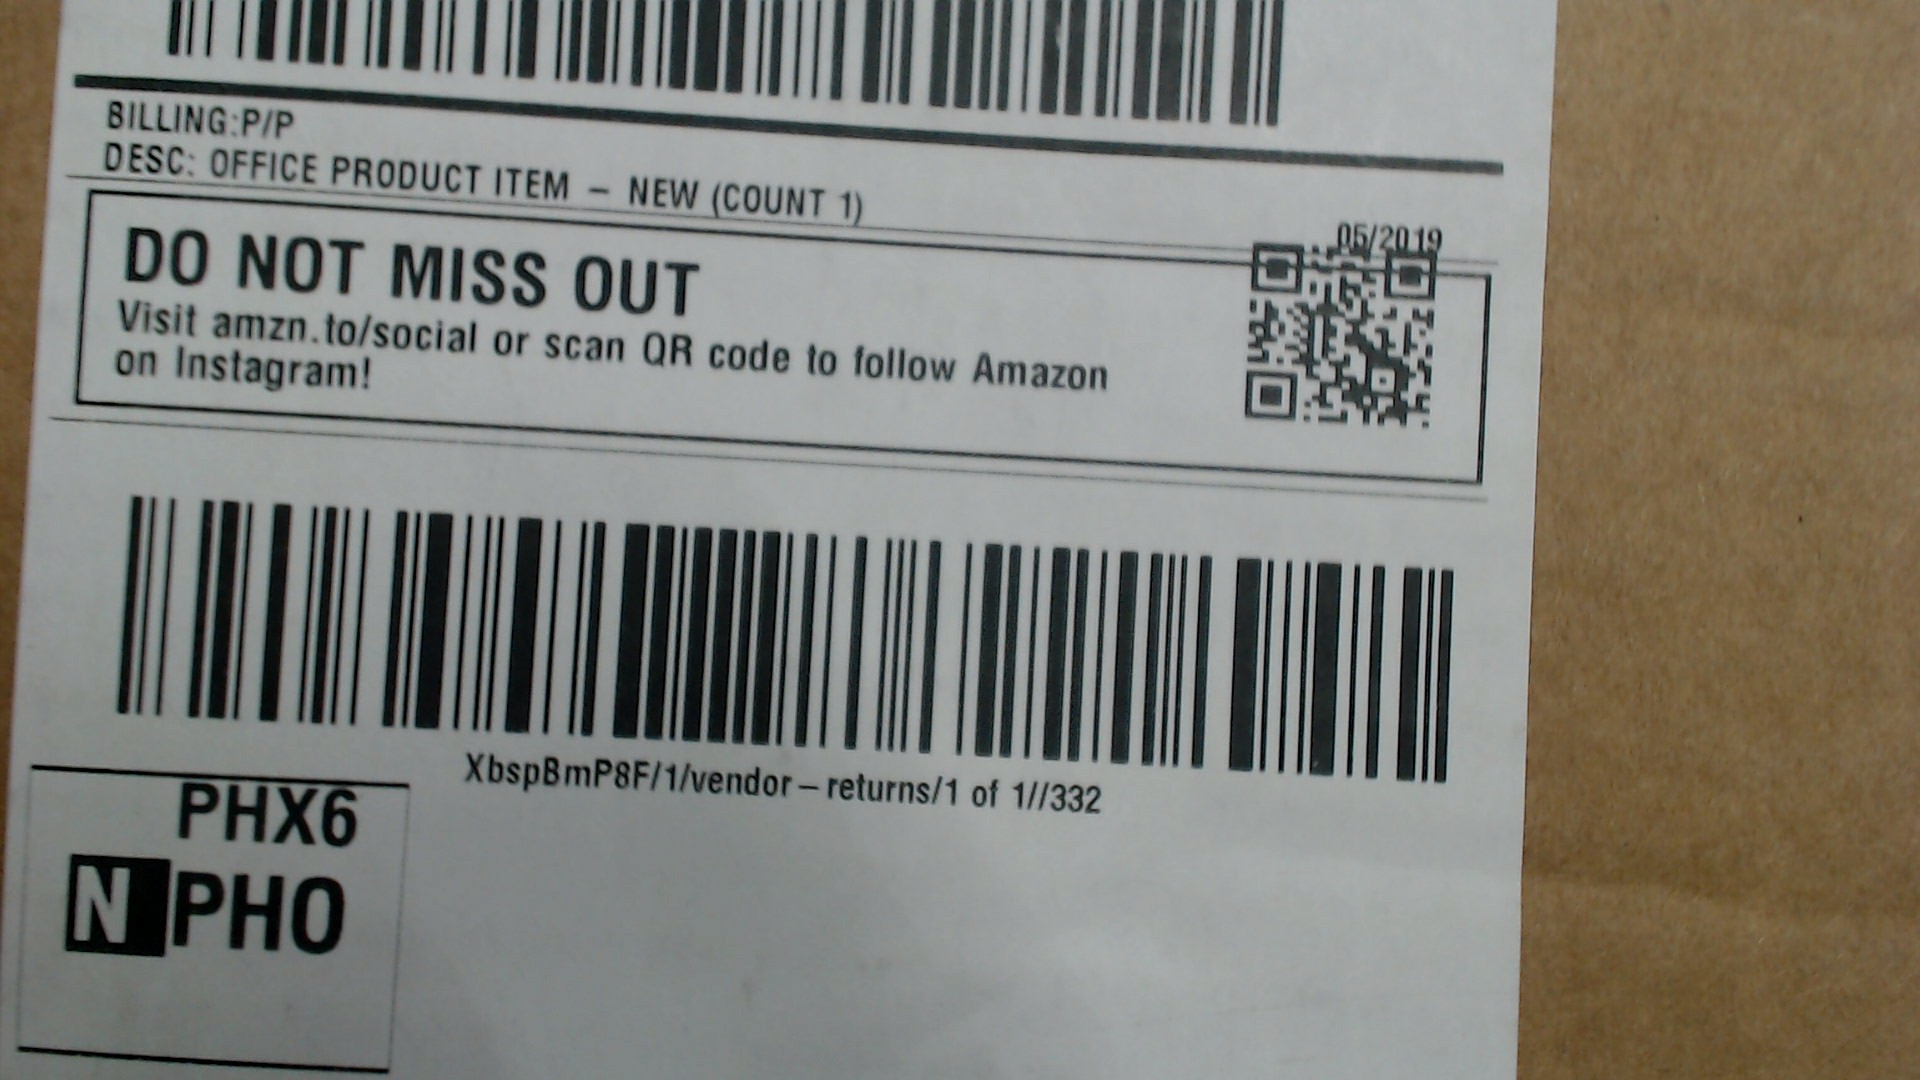 BILLING:P/P
DESC: OFFICE PRODUCT ITEM – NEW (COUNT 1)
05/2019
DO NOT MISS OUT
Visit amzn.to/social or scan QR code to follow Amazon
on Instagram!
XbspBmP8F/1/vendor–returns/1 of 1//332
PHX6
N PHO